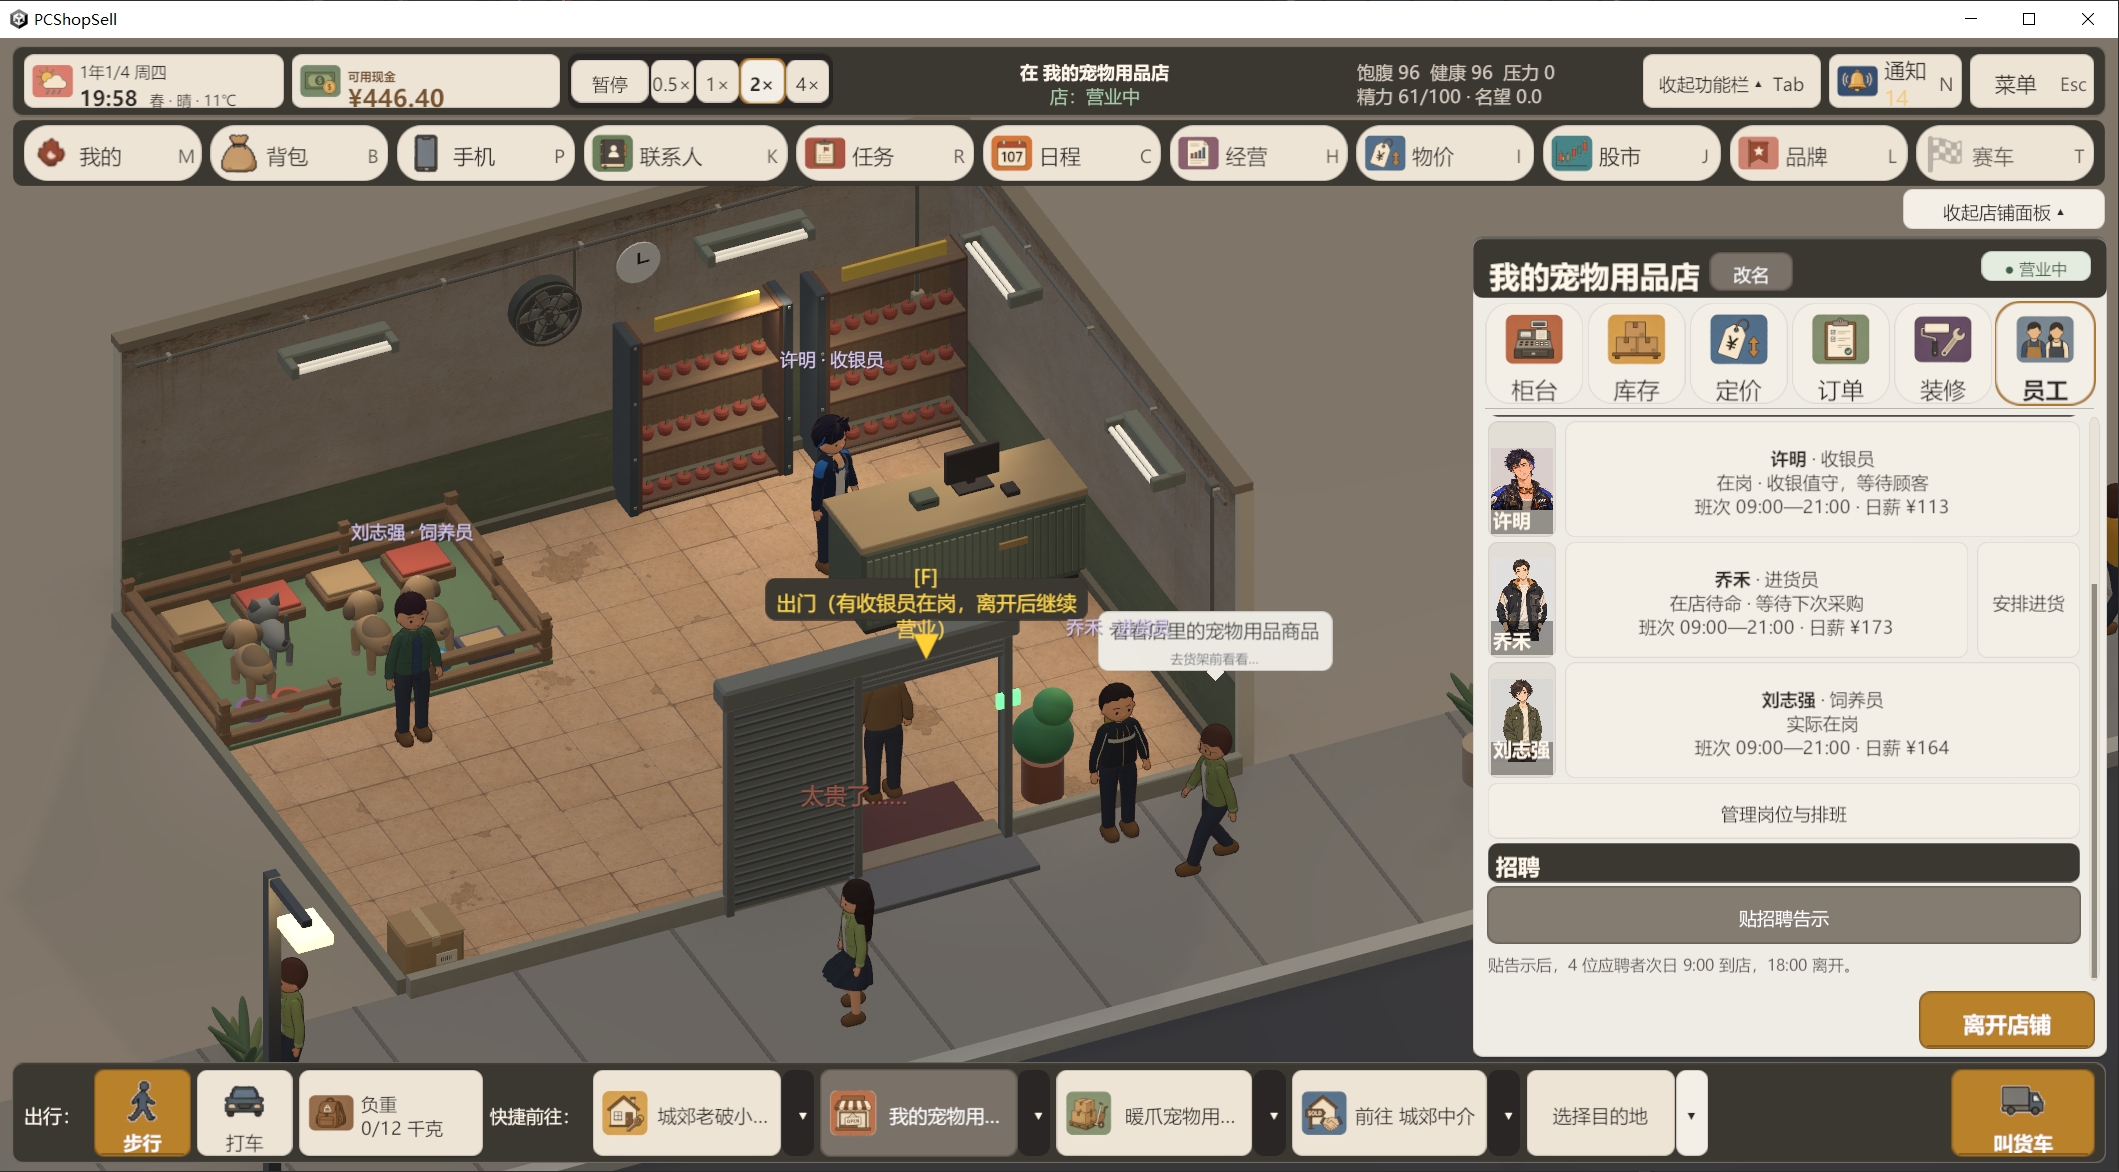 PCShopSell
1年1/4 周四
19:58 春 · 晴 · 11℃
可用现金
¥446.40
暂停
0.5×
1×
2×
4×
在 我的宠物用品店
店：营业中
饱腹 96 健康 96 压力 0
精力 61/100 · 名望 0.0
收起功能栏 ▴ Tab
通知
14
N
菜单 Esc
我的 M
背包 B
手机 P
联系人 K
任务 R
107
日程 C
经营 H
物价 I
股市 J
品牌 L
赛车 T
收起店铺面板 ▴
我的宠物用品店
改名
● 营业中
柜台
库存
定价
订单
装修
员工
许明
许明 · 收银员
在岗 · 收银值守，等待顾客
班次 09:00—21:00 · 日薪 ¥113
乔禾
乔禾 · 进货员
在店待命 · 等待下次采购
班次 09:00—21:00 · 日薪 ¥173
安排进货
刘志强
刘志强 · 饲养员
实际在岗
班次 09:00—21:00 · 日薪 ¥164
管理岗位与排班
招聘
贴招聘告示
贴告示后，4 位应聘者次日 9:00 到店，18:00 离开。
离开店铺
许明 · 收银员
刘志强 · 饲养员
[F]
出门（有收银员在岗，离开后继续
营业）
乔禾 · 进货员
看看店里的宠物用品商品
去货架前看看...
太贵了……
出行：
步行
打车
负重
0/12 千克
快捷前往：
城郊老破小...
▾
我的宠物用...
▾
暖爪宠物用...
▾
SOLD
前往 城郊中介
▾
选择目的地
▾
叫货车